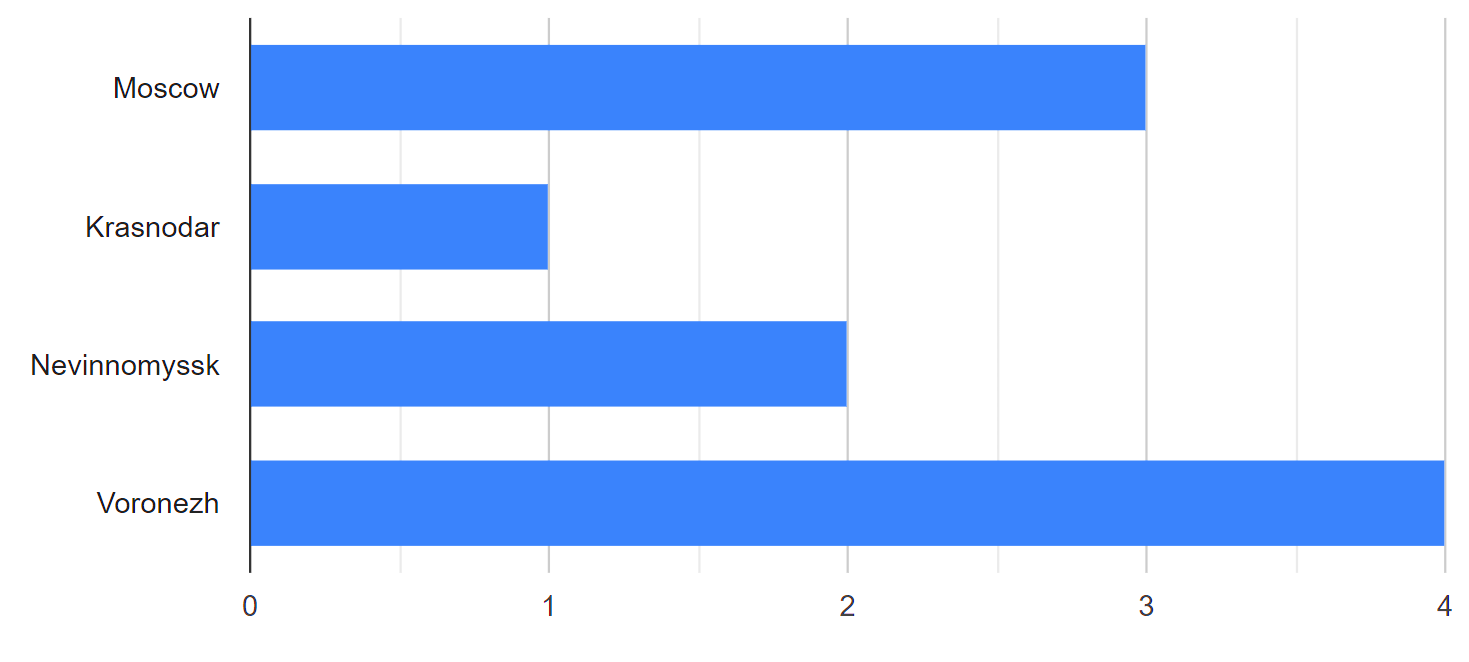 Moscow
Krasnodar
Nevinnomyssk
Voronezh
0 1 2 3 4